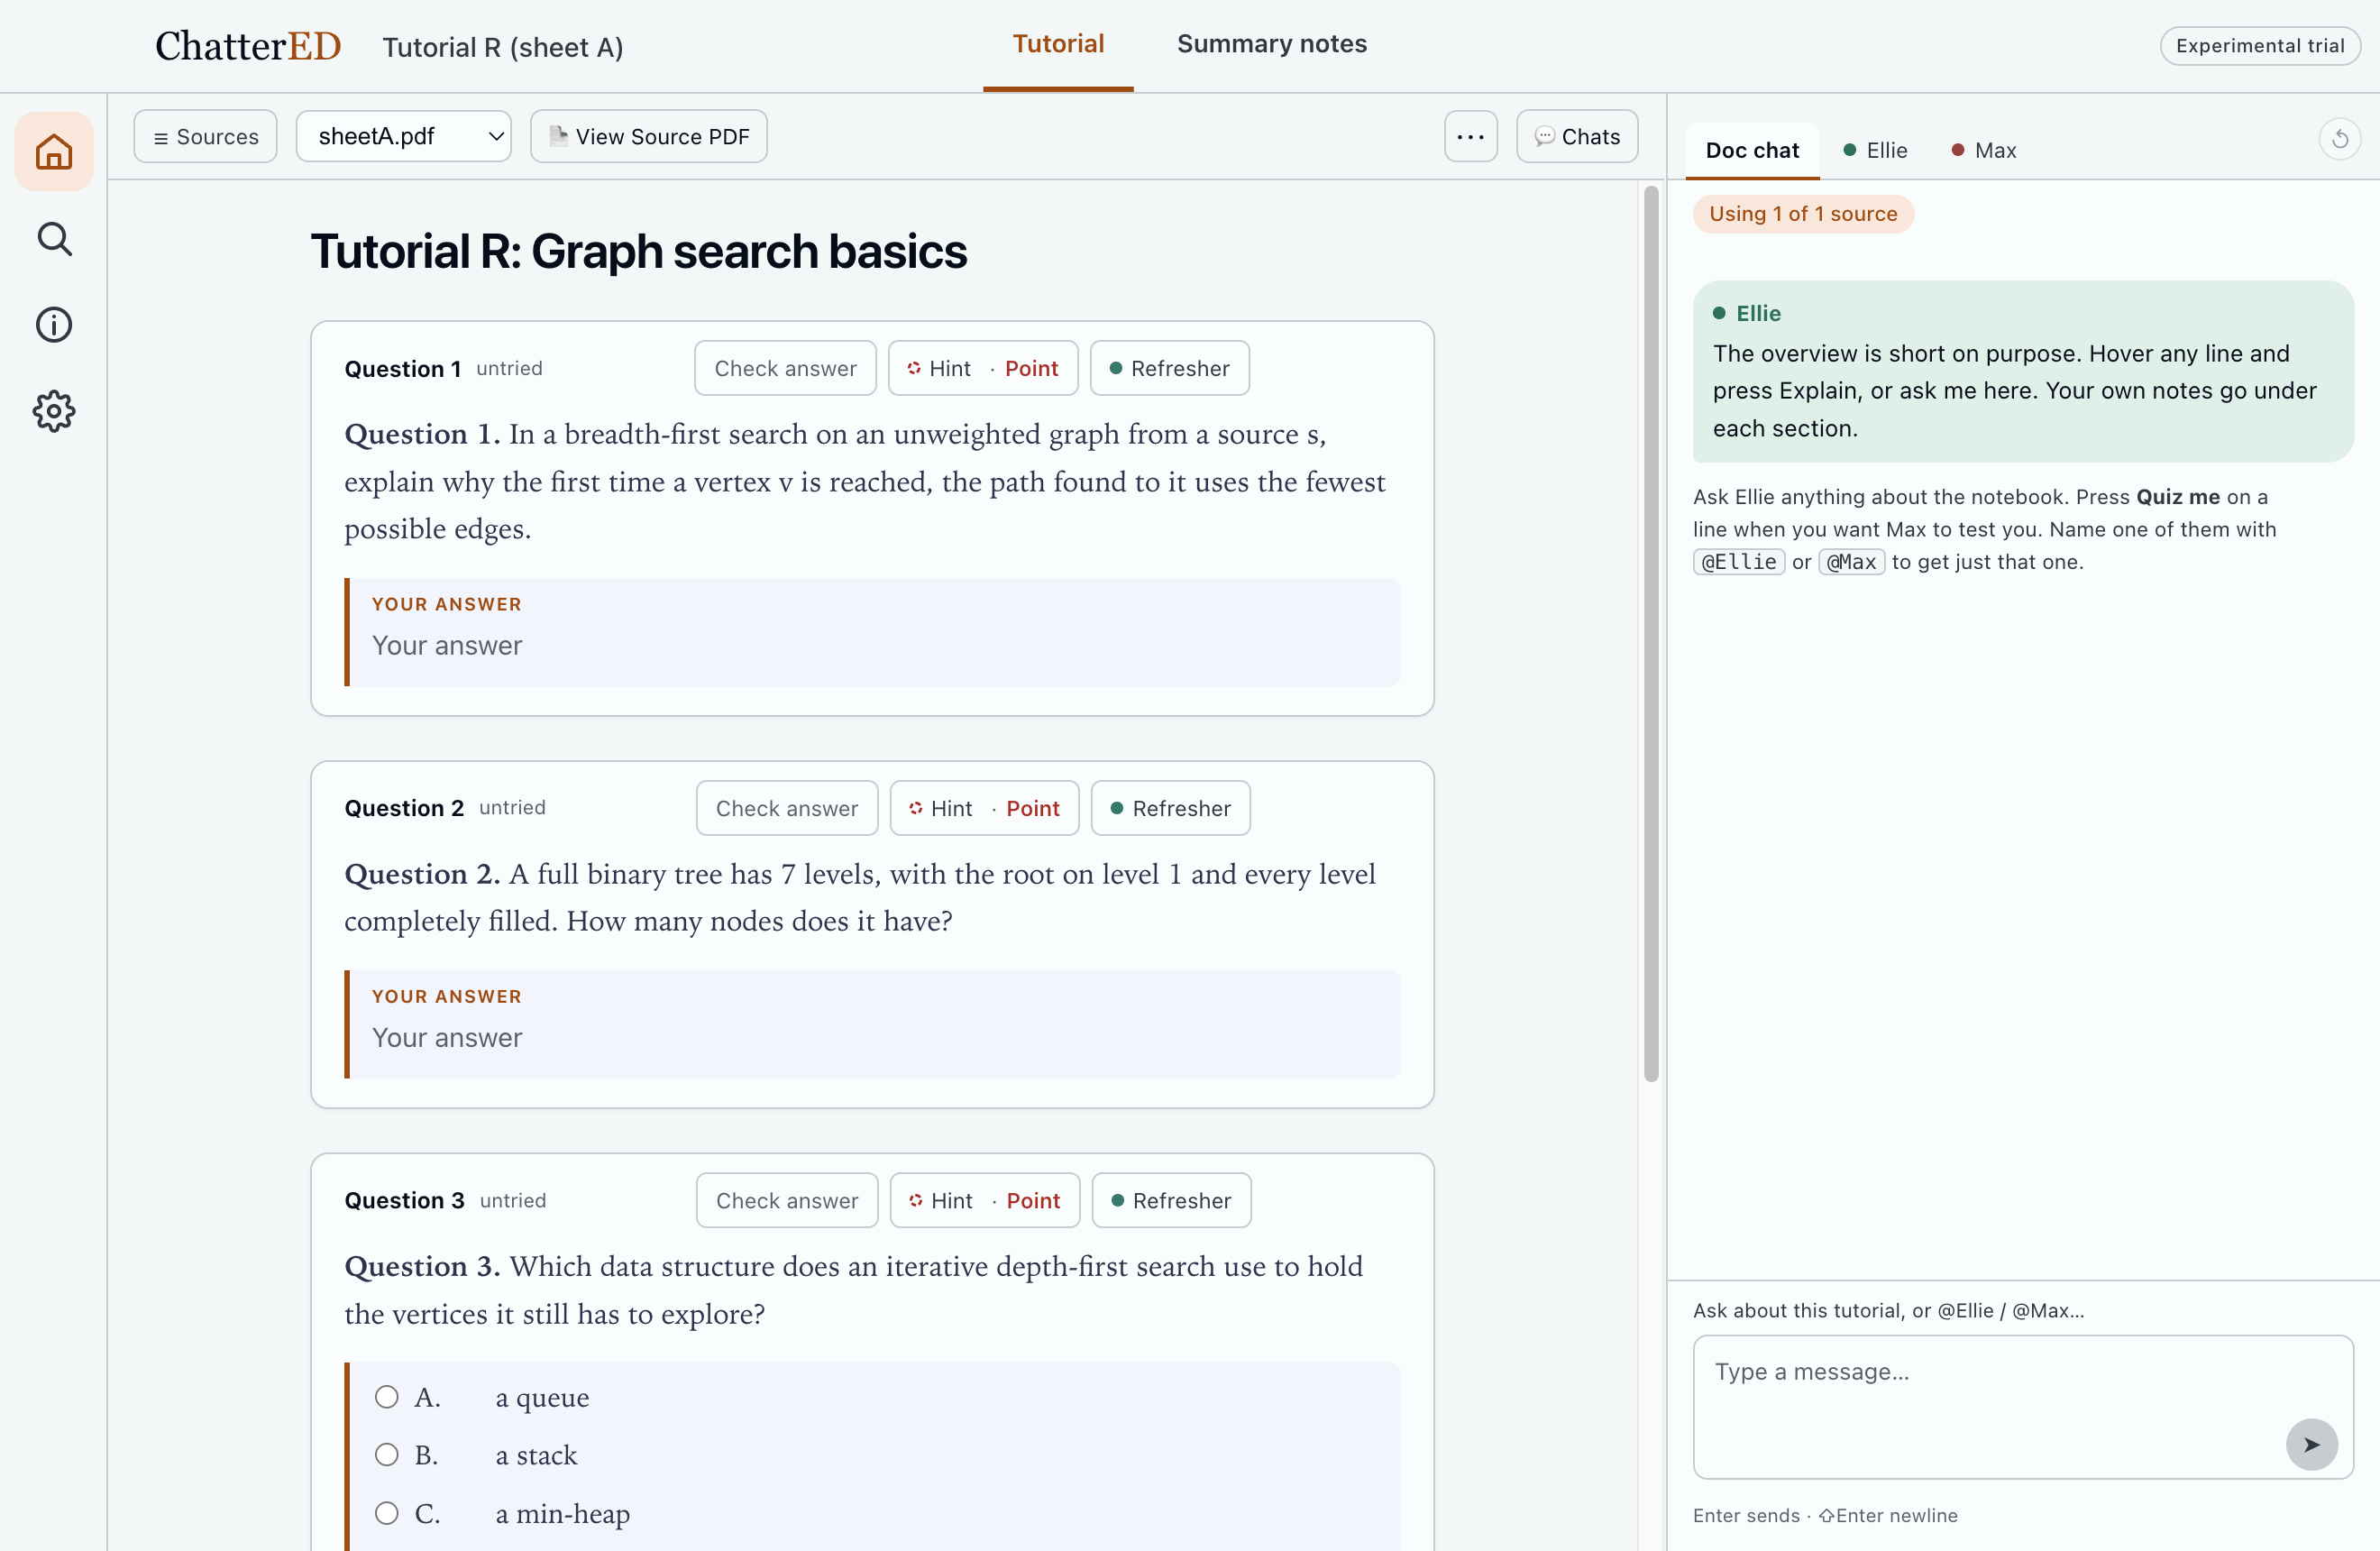 ChatterED
Tutorial R (sheet A)
Tutorial
Summary notes
Experimental trial
≡ Sources
sheetA.pdf
View Source PDF
...
Chats
Doc chat
Ellie
Max
Using 1 of 1 source
Tutorial R: Graph search basics
Question 1 untried
Check answer
Hint · Point
Refresher
Question 1. In a breadth-first search on an unweighted graph from a source s,
explain why the first time a vertex v is reached, the path found to it uses the fewest
possible edges.
YOUR ANSWER
Your answer
Question 2 untried
Check answer
Hint · Point
Refresher
Question 2. A full binary tree has 7 levels, with the root on level 1 and every level
completely filled. How many nodes does it have?
YOUR ANSWER
Your answer
Question 3 untried
Check answer
Hint · Point
Refresher
Question 3. Which data structure does an iterative depth-first search use to hold
the vertices it still has to explore?
A. a queue
B. a stack
C. a min-heap
Ellie
The overview is short on purpose. Hover any line and
press Explain, or ask me here. Your own notes go under
each section.
Ask Ellie anything about the notebook. Press Quiz me on a
line when you want Max to test you. Name one of them with
@Ellie or @Max to get just that one.
Ask about this tutorial, or @Ellie / @Max...
Type a message...
Enter sends · ⇧Enter newline